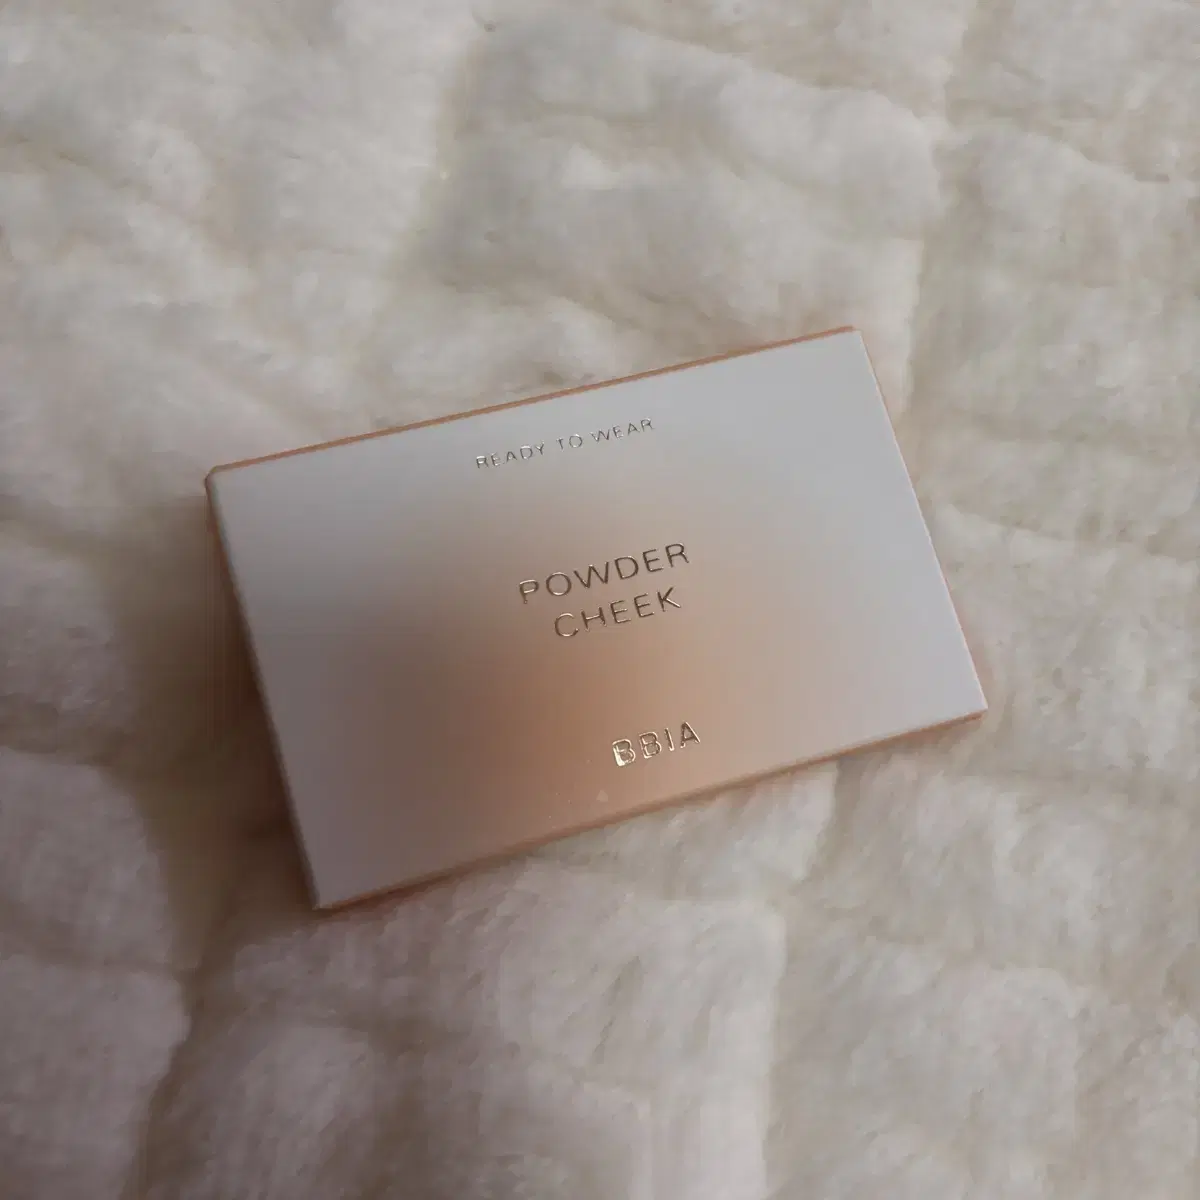 READY TO WEAR
POWDER
CHEEK
BBIA